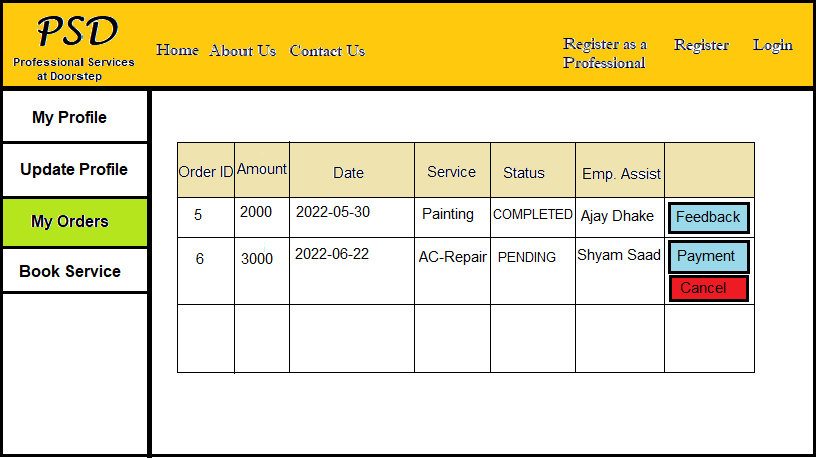 PSD
Professional Services
at Doorstep
Home About Us Contact Us
Register as a
Professional
Register
Login
My Profile
Update Profile
My Orders
Book Service
Order ID Amount Date Service Status Emp. Assist
5 2000 2022-05-30 Painting COMPLETED Ajay Dhake Feedback
6 3000 2022-06-22 AC-Repair PENDING Shyam Saad Payment
Cancel